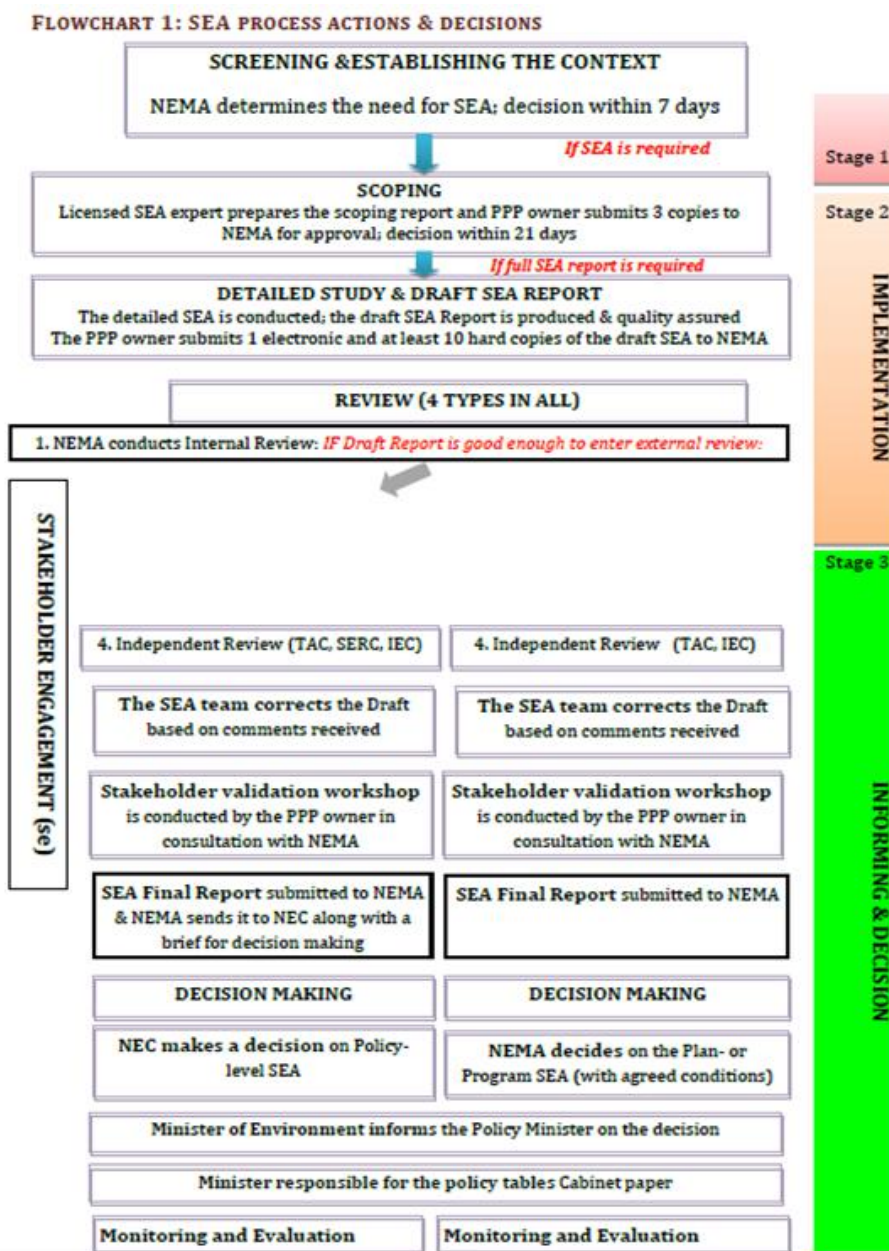 FLOWCHART 1: SEA PROCESS ACTIONS & DECISIONS
SCREENING &ESTABLISHING THE CONTEXT
NEMA determines the need for SEA; decision within 7 days
If SEA is required
Stage 1
SCOPING
Licensed SEA expert prepares the scoping report and PPP owner submits 3 copies to
NEMA for approval; decision within 21 days
Stage 2
If full SEA report is required
DETAILED STUDY & DRAFT SEA REPORT
The detailed SEA is conducted; the draft SEA Report is produced & quality assured
The PPP owner submits 1 electronic and at least 10 hard copies of the draft SEA to NEMA
IMPLEMENTATION
REVIEW (4 TYPES IN ALL)
1. NEMA conducts Internal Review: IF Draft Report is good enough to enter external review:
STAKEHOLDER ENGAGEMENT (se)
Stage 3
4. Independent Review (TAC, SERC, IEC)
4. Independent Review (TAC, IEC)
The SEA team corrects the Draft
based on comments received
The SEA team corrects the Draft
based on comments received
Stakeholder validation workshop
is conducted by the PPP owner in
consultation with NEMA
Stakeholder validation workshop
is conducted by the PPP owner in
consultation with NEMA
INFORMING & DECISION
SEA Final Report submitted to NEMA
& NEMA sends it to NEC along with a
brief for decision making
SEA Final Report submitted to NEMA
DECISION MAKING
DECISION MAKING
NEC makes a decision on Policy-
level SEA
NEMA decides on the Plan- or
Program SEA (with agreed conditions)
Minister of Environment informs the Policy Minister on the decision
Minister responsible for the policy tables Cabinet paper
Monitoring and Evaluation
Monitoring and Evaluation